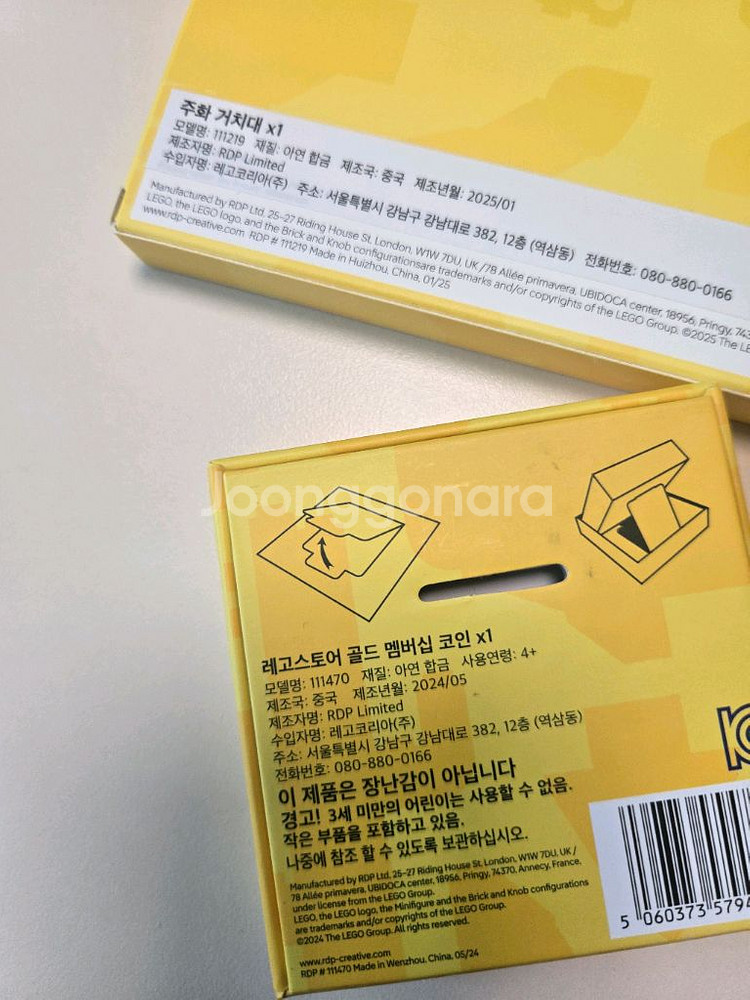 주화 거치대 x1
모델명: 111219 재질: 아연 합금 제조국: 중국 제조년월: 2025/01
제조자명: RDP Limited
수입자명: 레고코리아(주) 주소: 서울특별시 강남구 강남대로 382, 12층 (역삼동) 전화번호: 080-880-0166
Manufactured by RDP Ltd. 25-27 Riding House St, London, W1W 7DU, UK /78 Allée primavera, UBIDOCA center, 18956, Pringy, 743
LEGO, the LEGO logo, and the Brick and Knob configurationsare trademarks and/or copyrights of the LEGO Group. ©2025 The LE
www.rdp-creative.com RDP # 111219 Made in Huizhou, China, 01/25
Joonggonara
레고스토어 골드 멤버십 코인 x1
모델명: 111470 재질: 아연 합금 사용연령: 4+
제조국: 중국 제조년월: 2024/05
제조자명: RDP Limited
수입자명: 레고코리아(주)
주소: 서울특별시 강남구 강남대로 382, 12층 (역삼동)
전화번호: 080-880-0166
이 제품은 장난감이 아닙니다
경고! 3세 미만의 어린이는 사용할 수 없음.
작은 부품을 포함하고 있음.
나중에 참조 할 수 있도록 보관하십시오.
Manufactured by RDP Ltd, 25-27 Riding House St, London, W1W 7DU, UK /
78 Allée primavera, UBIDOCA center, 18956, Pringy, 74370, Annecy, France,
under license from the LEGO Group.
LEGO, the LEGO logo, the Minifigure and the Brick and Knob configurations
are trademarks and/or copyrights of the LEGO Group.
©2024 The LEGO Group. All rights reserved.
www.rdp-creative.com
RDP # 111470 Made in Wenzhou, China, 05/24
5 060373 5794